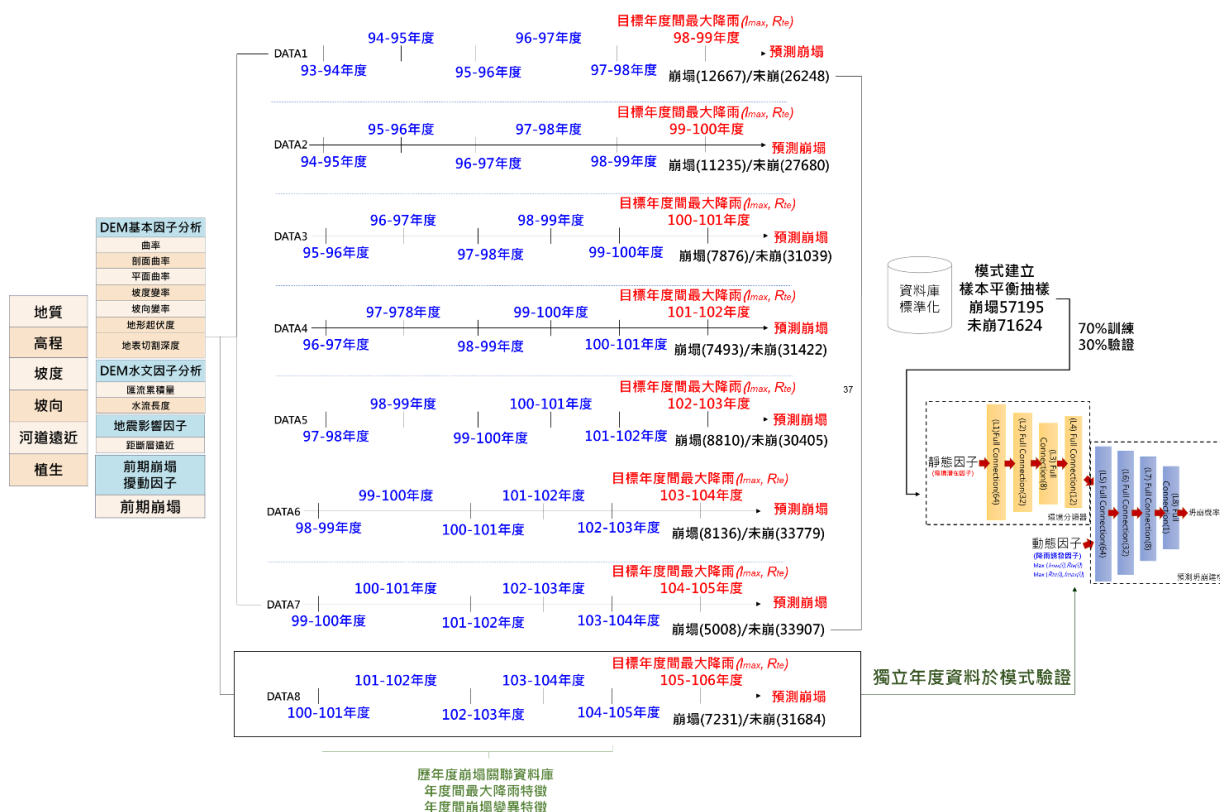 地質
高程
坡度
坡向
河道遠近
植生
DEM基本因子分析
曲率
剖面曲率
平面曲率
坡度變率
坡向變率
地形起伏度
地表切割深度
DEM水文因子分析
匯流累積量
水流長度
地震影響因子
距斷層遠近
前期崩塌
擾動因子
前期崩塌
目標年度間最大降雨(Imax, Rte)
94-95年度 96-97年度 98-99年度
DATA1 預測崩塌
93-94年度 95-96年度 97-98年度 崩塌(12667)/未崩(26248)
目標年度間最大降雨(Imax, Rte)
95-96年度 97-98年度 99-100年度
DATA2 預測崩塌
94-95年度 96-97年度 98-99年度 崩塌(11235)/未崩(27680)
目標年度間最大降雨(Imax, Rte)
96-97年度 98-99年度 100-101年度
DATA3 預測崩塌
95-96年度 97-98年度 99-100年度 崩塌(7876)/未崩(31039)
目標年度間最大降雨(Imax, Rte)
97-978年度 99-100年度 101-102年度
DATA4 預測崩塌
96-97年度 98-99年度 100-101年度 崩塌(7493)/未崩(31422)
目標年度間最大降雨(Imax, Rte)
98-99年度 100-101年度 102-103年度
DATA5 預測崩塌
97-98年度 99-100年度 101-102年度 崩塌(8810)/未崩(30405)
目標年度間最大降雨(Imax, Rte)
99-100年度 101-102年度 103-104年度
DATA6 預測崩塌
98-99年度 100-101年度 102-103年度 崩塌(8136)/未崩(33779)
目標年度間最大降雨(Imax, Rte)
100-101年度 102-103年度 104-105年度
DATA7 預測崩塌
99-100年度 101-102年度 103-104年度 崩塌(5008)/未崩(33907)
目標年度間最大降雨(Imax, Rte)
101-102年度 103-104年度 105-106年度
DATA8 預測崩塌
100-101年度 102-103年度 104-105年度 崩塌(7231)/未崩(31684)
歷年度崩塌關聯資料庫
年度間最大降雨特徵
年度間崩塌變異特徵
37
資料庫
標準化
模式建立
樣本平衡抽樣
崩塌57195
未崩71624
70%訓練
30%驗證
靜態因子
(L1)Full Connection(64)
(L2) Full Connection(32)
(L3) Full
Connection(8)
(L4) Full Connection(12)
環境分類器
動態因子
(降雨誘發因子)
(L5) Full Connection(64)
(L6) Full Connection(32)
(L7) Full Connection(8)
(L8) Full
Connection(1)
坍崩機率
預測坍崩建模
獨立年度資料於模式驗證